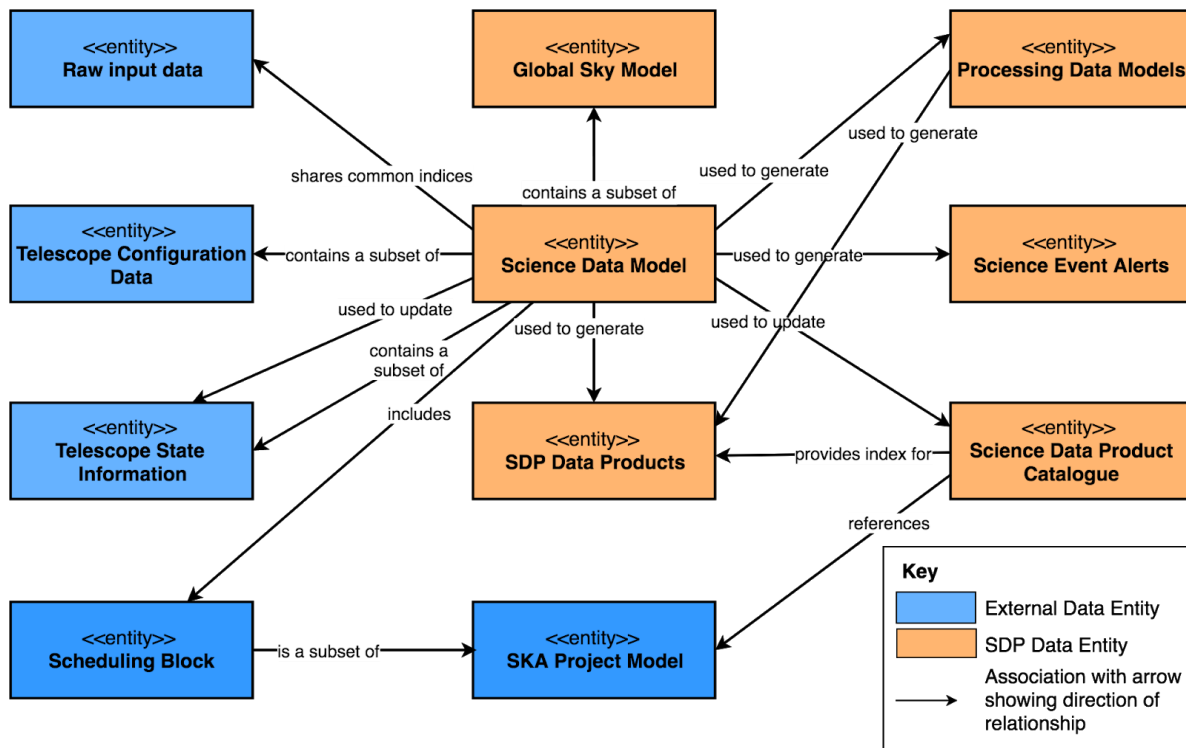 <<entity>>
Raw input data
<<entity>>
Global Sky Model
<<entity>>
Processing Data Models
used to generate
shares common indices
used to generate
contains a subset of
<<entity>>
Telescope Configuration
Data
contains a subset of
<<entity>>
Science Data Model
used to generate
<<entity>>
Science Event Alerts
used to update
used to generate
used to update
contains a
subset of
includes
<<entity>>
Telescope State
Information
<<entity>>
SDP Data Products
provides index for
<<entity>>
Science Data Product
Catalogue
references
<<entity>>
Scheduling Block
is a subset of
<<entity>>
SKA Project Model
Key
External Data Entity
SDP Data Entity
Association with arrow
showing direction of
relationship